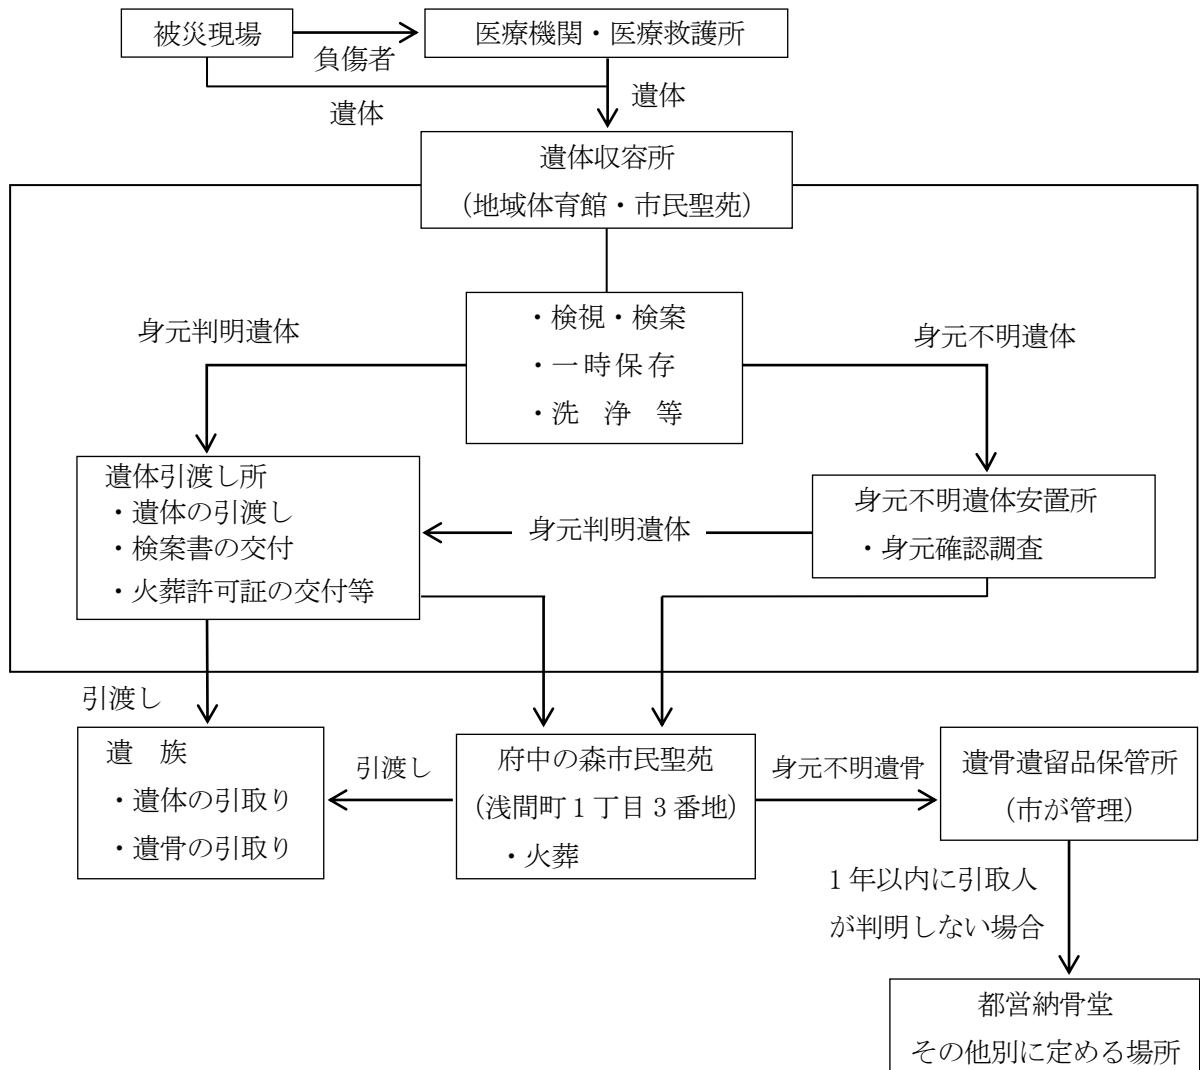 被災現場
医療機関・医療救護所
負傷者
遺体
遺体
遺体収容所
(地域体育館・市民聖苑)
・検視・検案
・一時保存
・洗 浄 等
身元判明遺体
身元不明遺体
遺体引渡し所
・遺体の引渡し
・検案書の交付
・火葬許可証の交付等
身元判明遺体
身元不明遺体安置所
・身元確認調査
引渡し
遺 族
・遺体の引取り
・遺骨の引取り
引渡し
府中の森市民聖苑
(浅間町1丁目3番地)
・火葬
身元不明遺骨
遺骨遺留品保管所
(市が管理)
1年以内に引取人
が判明しない場合
都営納骨堂
その他別に定める場所